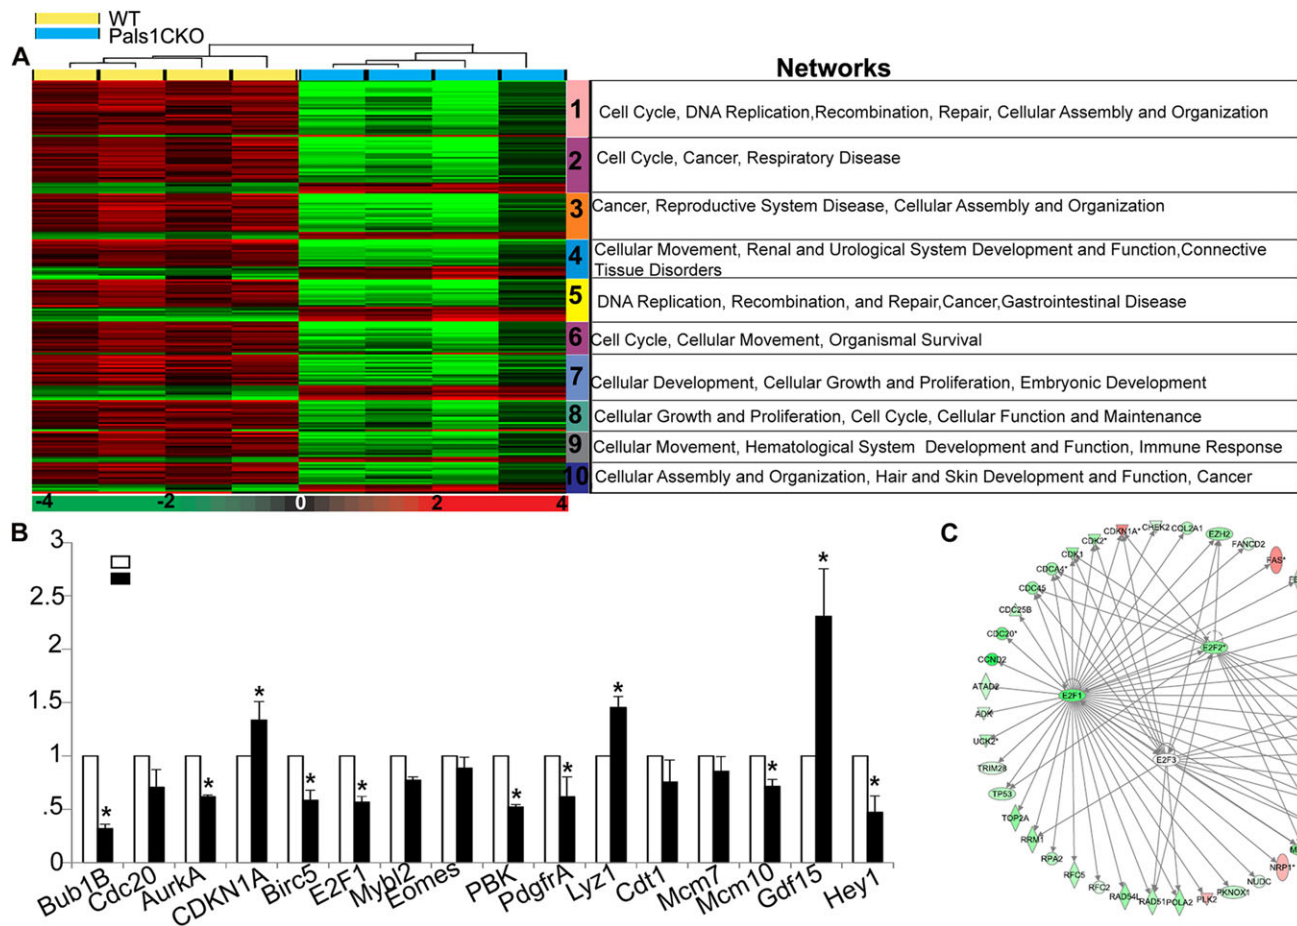 WT
Pals1CKO
A
Networks
1
Cell Cycle, DNA Replication,Recombination, Repair, Cellular Assembly and Organization
2
Cell Cycle, Cancer, Respiratory Disease
3
Cancer, Reproductive System Disease, Cellular Assembly and Organization
4
Cellular Movement, Renal and Urological System Development and Function,Connective
Tissue Disorders
5
DNA Replication, Recombination, and Repair,Cancer,Gastrointestinal Disease
6
Cell Cycle, Cellular Movement, Organismal Survival
7
Cellular Development, Cellular Growth and Proliferation, Embryonic Development
8
Cellular Growth and Proliferation, Cell Cycle, Cellular Function and Maintenance
9
Cellular Movement, Hematological System Development and Function, Immune Response
10
Cellular Assembly and Organization, Hair and Skin Development and Function, Cancer
-4 -2 0 2 4
B
3
2.5
2
1.5
1
.5
0
* * * * * * * * * * *
Bub1B
Cdc20
AurkA
CDKN1A
Birc5
E2F1
Mybl2
Eomes
PBK
PdgfrA
Lyz1
Cdt1
Mcm7
Mcm10
Gdf15
Hey1
C
CDKN1A*
CHEK2
COL2A1
EZH2
FANCD2
FAS*
CDK2*
CDK1
CDCA4*
CDC45
CDC25B
CDC20*
CCND2
ATAD2
ADK
UCK2*
TRIM28
TP53
TOP2A
RRM1
RPA2
RFC5
RFC2
RAD54L
RAD51
POLA2
PLK2
PKNOX1
NUDC
NRP1*
E2F1
E2F2*
E2F3